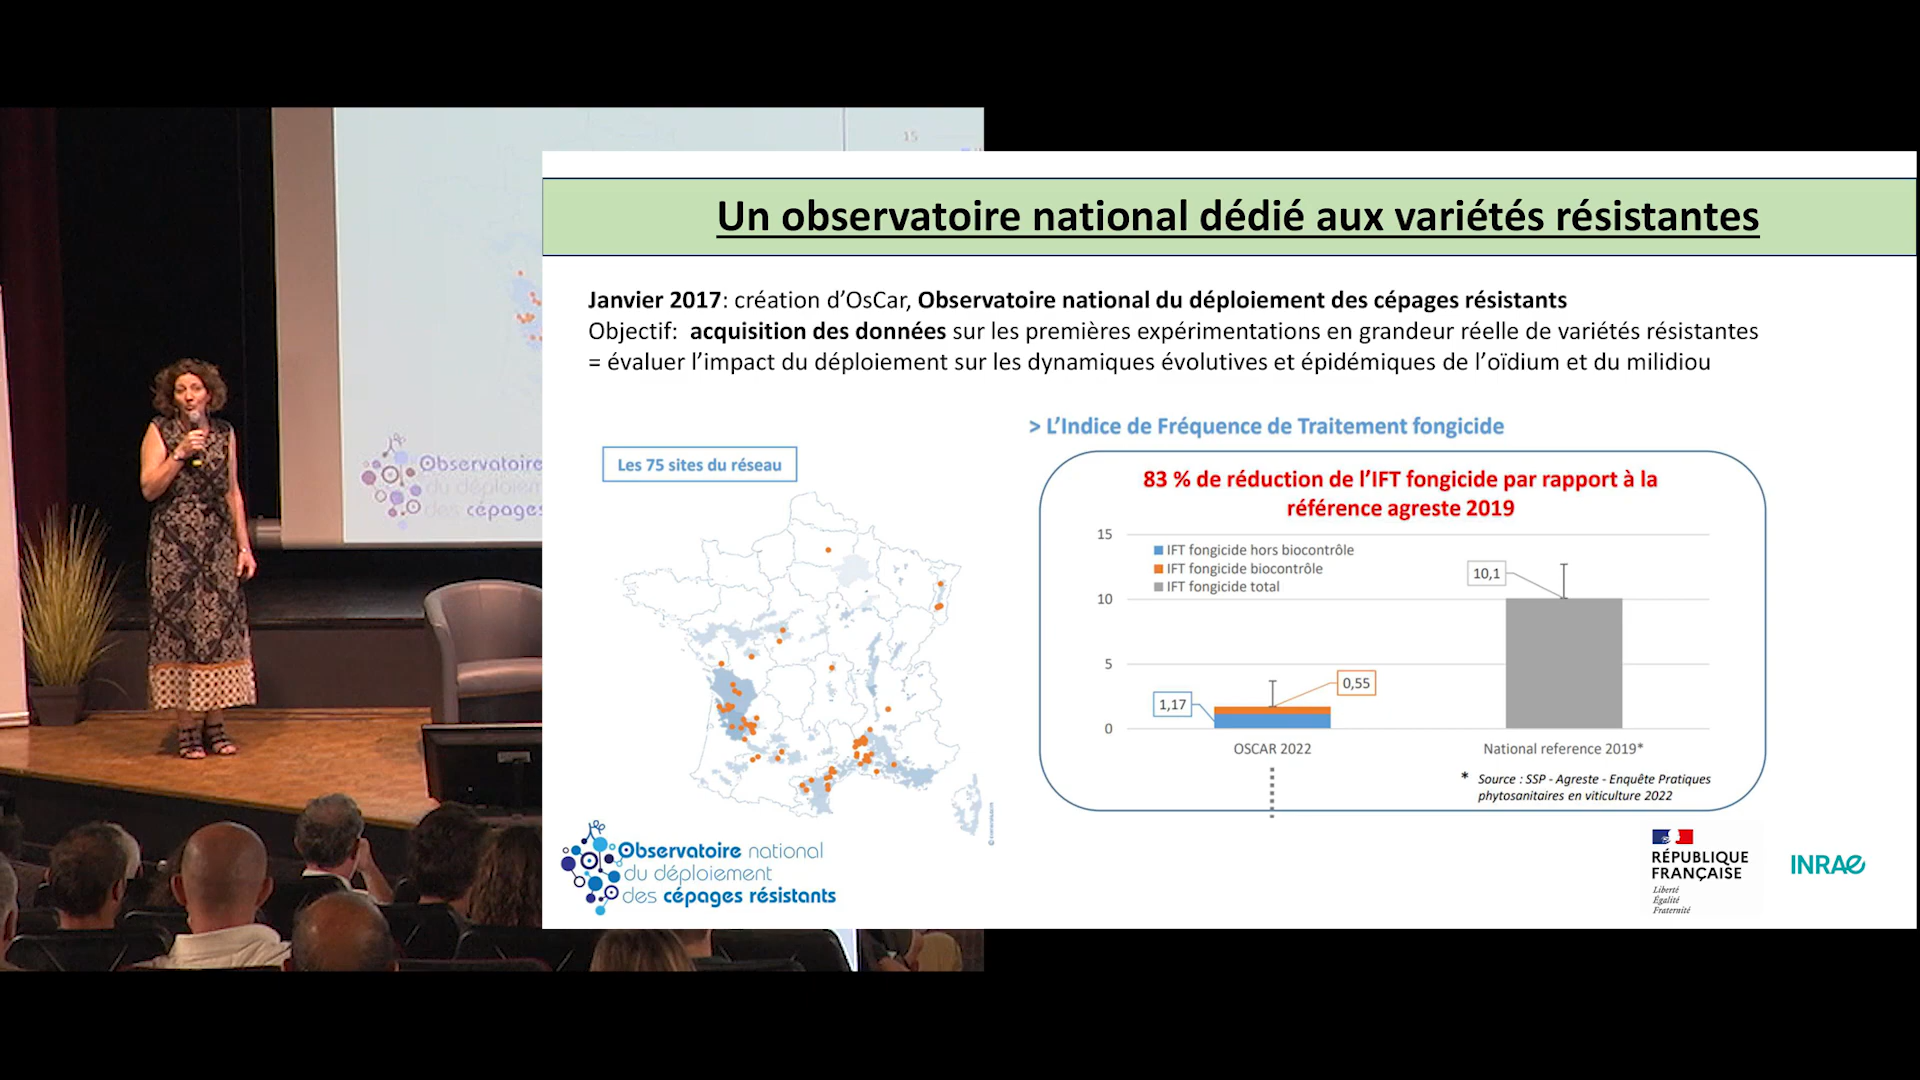 15
Observatoire
du déploiem
des cépages
Un observatoire national dédié aux variétés résistantes
Janvier 2017: création d’OsCar, Observatoire national du déploiement des cépages résistants
Objectif: acquisition des données sur les premières expérimentations en grandeur réelle de variétés résistantes
= évaluer l’impact du déploiement sur les dynamiques évolutives et épidémiques de l’oïdium et du milidiou
Les 75 sites du réseau
> L’Indice de Fréquence de Traitement fongicide
83 % de réduction de l’IFT fongicide par rapport à la
référence agreste 2019
15
IFT fongicide hors biocontrôle
IFT fongicide biocontrôle
IFT fongicide total
10,1
10
5
0,55
1,17
0
OSCAR 2022
National reference 2019*
* Source : SSP - Agreste - Enquête Pratiques
phytosanitaires en viticulture 2022
Observatoire national
du déploiement
des cépages résistants
RÉPUBLIQUE
FRANÇAISE
Liberté
Égalité
Fraternité
INRAE